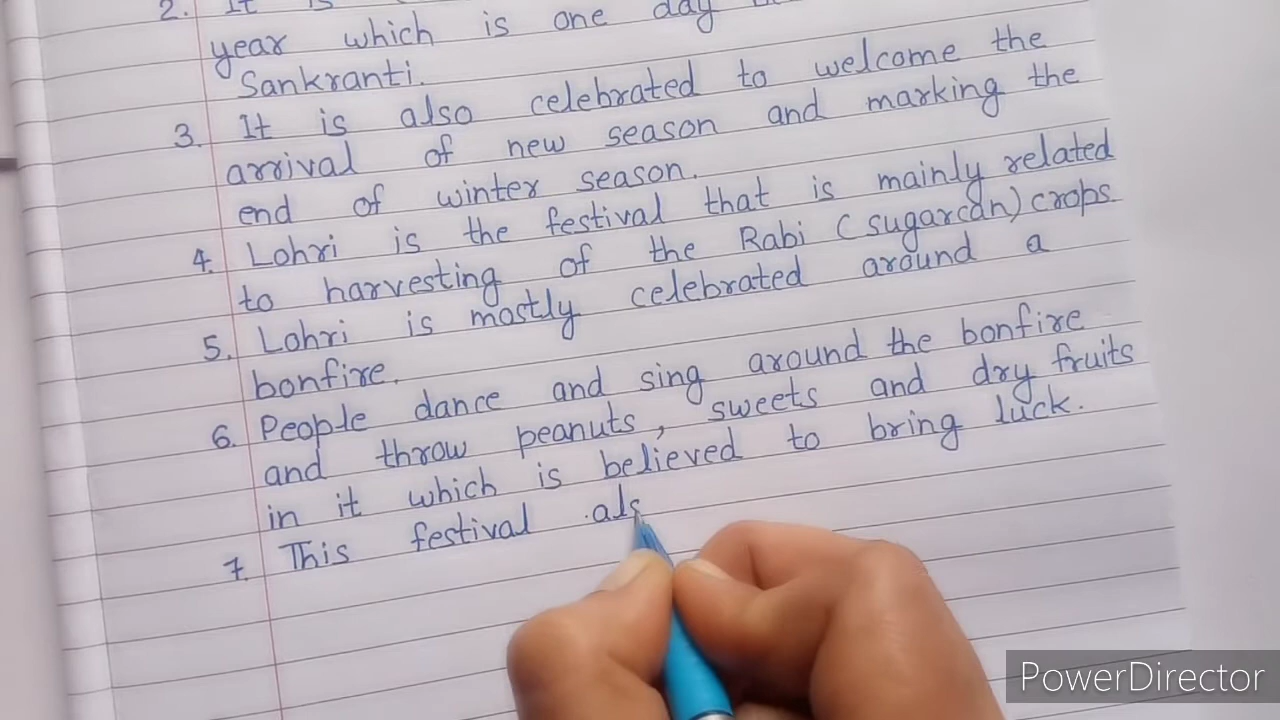 2. It is
year which is one day
Sankranti.
3. It is also celebrated to welcome the
arrival of new season and marking the
end of winter season.
4. Lohri is the festival that is mainly related
to harvesting of the Rabi (sugarcan) crops.
5. Lohri is mostly celebrated around a
bonfire.
6. People dance and sing around the bonfire
and throw peanuts, sweets and dry fruits
in it which is believed to bring luck.
7. This festival als
PowerDirector